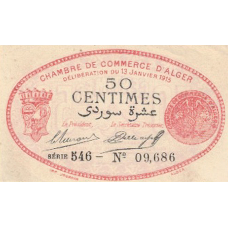 CHAMBRE DE COMMERCE D'ALGER
DÉLIBÉRATION DU 13 JANVIER 1915
50
CENTIMES
عشرة سوردي
Le Président, Le Secrétaire Trésorier,
SÉRIE 546 - Nº 09,686